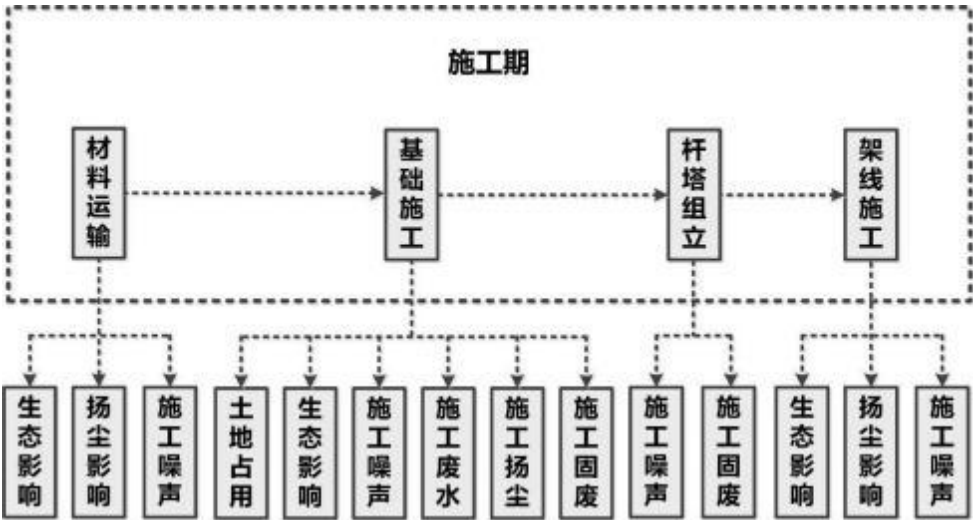 施工期
材料运输
基础施工
杆塔组立
架线施工
生态影响
扬尘影响
施工噪声
土地占用
生态影响
施工噪声
施工废水
施工扬尘
施工固废
施工噪声
施工固废
生态影响
扬尘影响
施工噪声